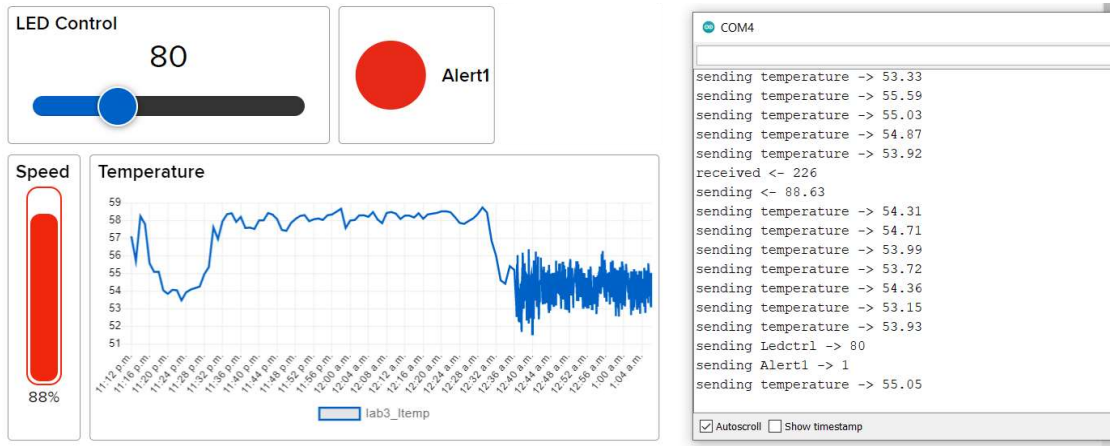 LED Control
80
Alert1
Speed
88%
Temperature
59
58
57
56
55
54
53
52
51
11:12 p.m.
11:16 p.m.
11:20 p.m.
11:24 p.m.
11:28 p.m.
11:32 p.m.
11:36 p.m.
11:40 p.m.
11:44 p.m.
11:48 p.m.
11:52 p.m.
11:56 p.m.
12:00 a.m.
12:04 a.m.
12:08 a.m.
12:12 a.m.
12:16 a.m.
12:20 a.m.
12:24 a.m.
12:28 a.m.
12:32 a.m.
12:36 a.m.
12:40 a.m.
12:44 a.m.
12:48 a.m.
12:52 a.m.
12:56 a.m.
1:00 a.m.
1:04 a.m.
lab3_ltemp
COM4
sending temperature -> 53.33
sending temperature -> 55.59
sending temperature -> 55.03
sending temperature -> 54.87
sending temperature -> 53.92
received <- 226
sending <- 88.63
sending temperature -> 54.31
sending temperature -> 54.71
sending temperature -> 53.99
sending temperature -> 53.72
sending temperature -> 54.36
sending temperature -> 53.15
sending temperature -> 53.93
sending Ledctrl -> 80
sending Alert1 -> 1
sending temperature -> 55.05
Autoscroll Show timestamp